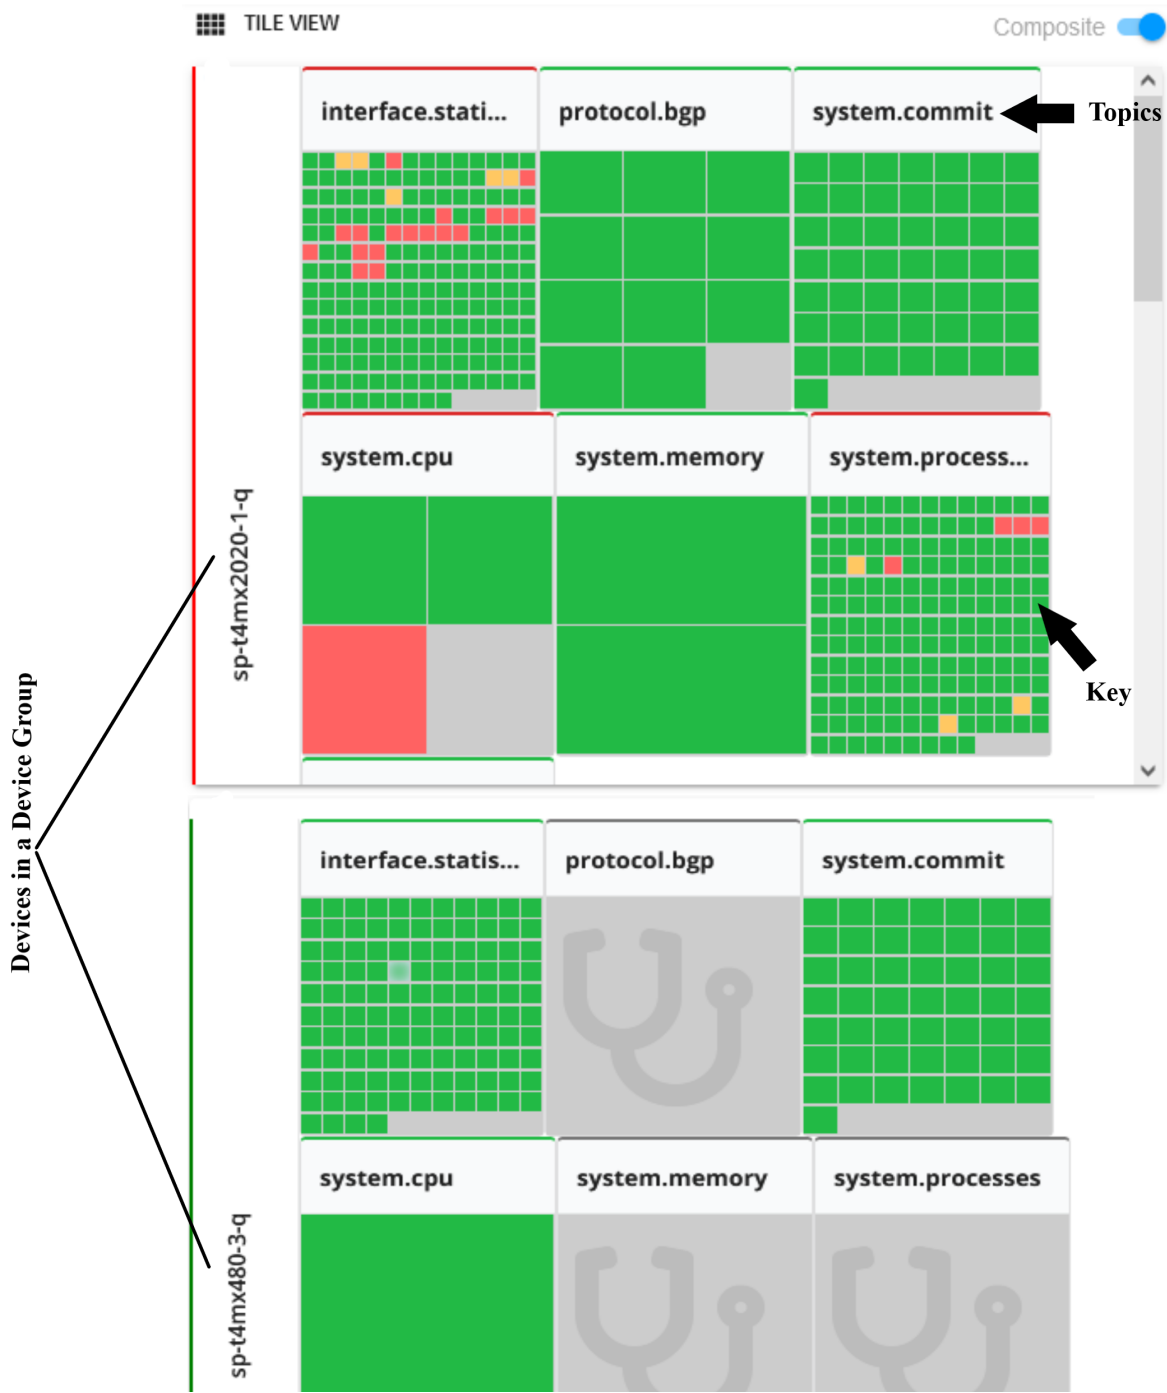 TILE VIEW
Composite
interface.stati...
protocol.bgp
system.commit
Topics
system.cpu
system.memory
system.process...
sp-t4mx2020-1-q
Key
Devices in a Device Group
interface.statis...
protocol.bgp
system.commit
system.cpu
system.memory
system.processes
sp-t4mx480-3-q